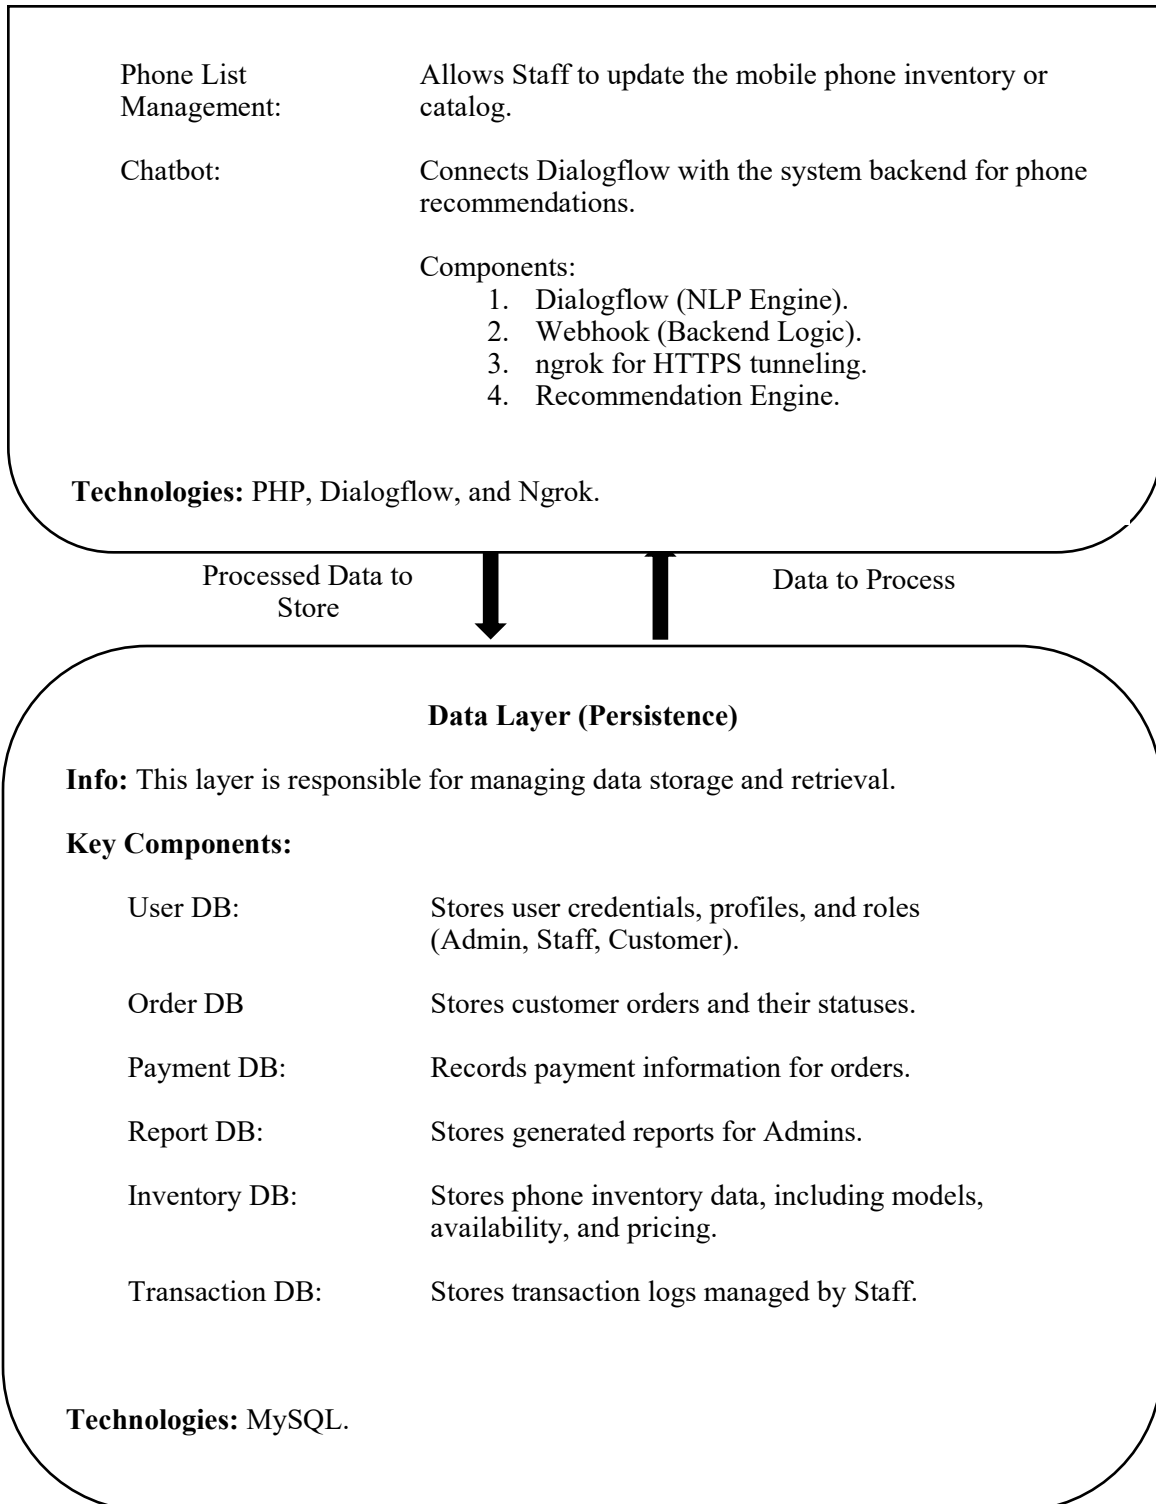 Phone List Allows Staff to update the mobile phone inventory or
Management: catalog.
Chatbot: Connects Dialogflow with the system backend for phone
recommendations.
Components:
1. Dialogflow (NLP Engine).
2. Webhook (Backend Logic).
3. ngrok for HTTPS tunneling.
4. Recommendation Engine.
Technologies: PHP, Dialogflow, and Ngrok.
Processed Data to
Store
Data to Process
Data Layer (Persistence)
Info: This layer is responsible for managing data storage and retrieval.
Key Components:
User DB: Stores user credentials, profiles, and roles
(Admin, Staff, Customer).
Order DB Stores customer orders and their statuses.
Payment DB: Records payment information for orders.
Report DB: Stores generated reports for Admins.
Inventory DB: Stores phone inventory data, including models,
availability, and pricing.
Transaction DB: Stores transaction logs managed by Staff.
Technologies: MySQL.